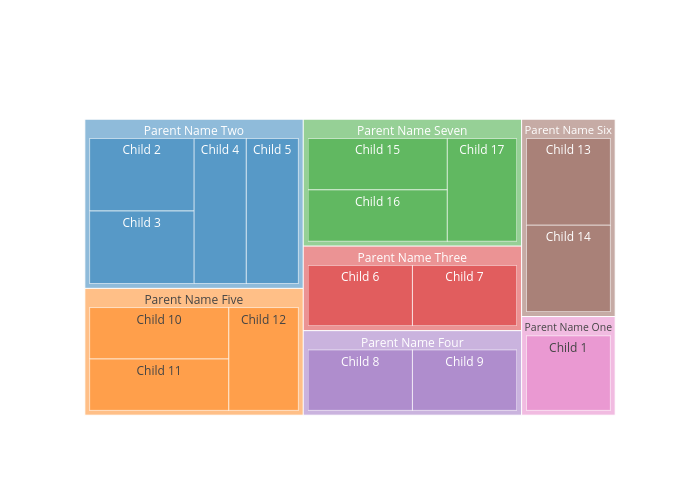 Parent Name Two
Child 2
Child 4
Child 5
Child 3
Parent Name Five
Child 10
Child 12
Child 11
Parent Name Seven
Child 15
Child 17
Child 16
Parent Name Three
Child 6
Child 7
Parent Name Four
Child 8
Child 9
Parent Name Six
Child 13
Child 14
Parent Name One
Child 1